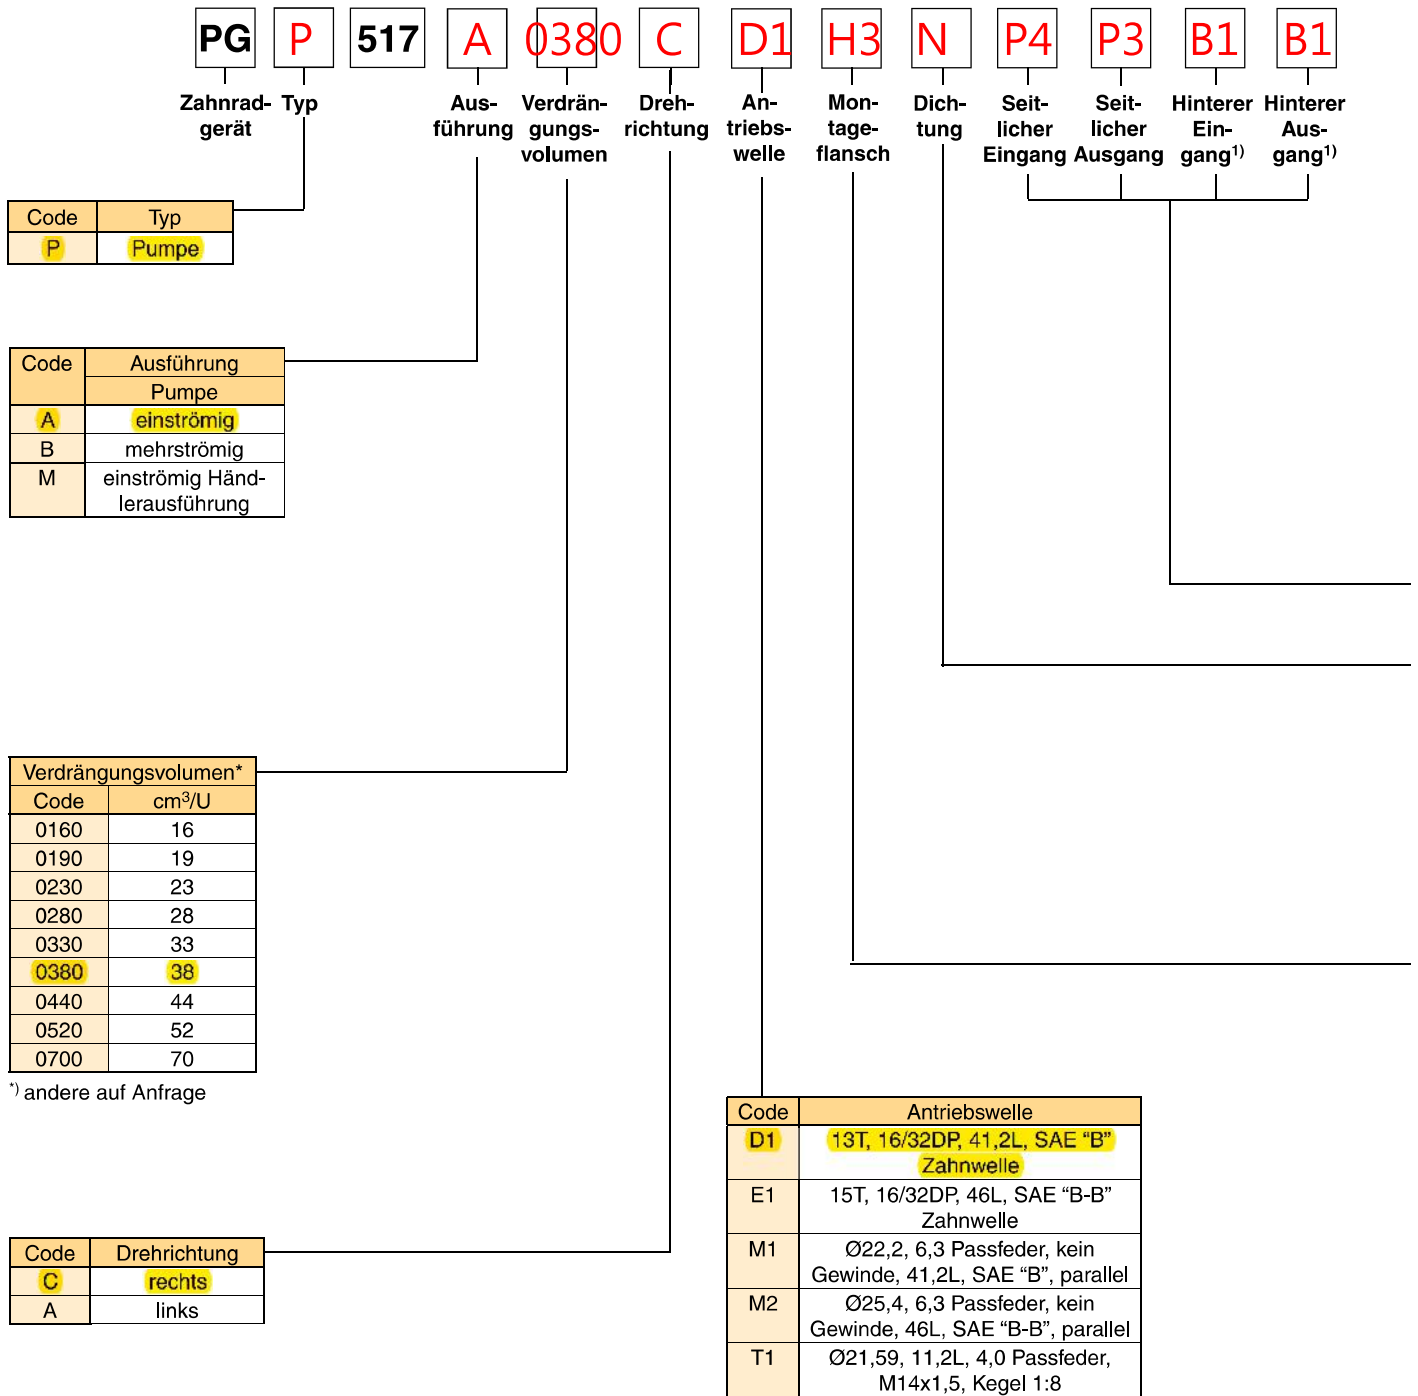 PG P 517 A 0380 C D1 H3 N P4 P3 B1 B1
Zahnrad-
gerät
Typ
Aus-
führung
Verdrän-
gungs-
volumen
Dreh-
richtung
An-
triebs-
welle
Mon-
tage-
flansch
Dich-
tung
Seit-
licher
Eingang
Seit-
licher
Ausgang
Hinterer
Ein-
gang1)
Hinterer
Aus-
gang1)
Code Typ
P Pumpe
Code Ausführung
Pumpe
A einströmig
B mehrströmig
M einströmig Händ-
lerausführung
Verdrängungsvolumen*
Code cm³/U
0160 16
0190 19
0230 23
0280 28
0330 33
0380 38
0440 44
0520 52
0700 70
*) andere auf Anfrage
Code Drehrichtung
C rechts
A links
Code Antriebswelle
D1 13T, 16/32DP, 41,2L, SAE “B”
Zahnwelle
E1 15T, 16/32DP, 46L, SAE “B-B”
Zahnwelle
M1 Ø22,2, 6,3 Passfeder, kein
Gewinde, 41,2L, SAE “B”, parallel
M2 Ø25,4, 6,3 Passfeder, kein
Gewinde, 46L, SAE “B-B”, parallel
T1 Ø21,59, 11,2L, 4,0 Passfeder,
M14x1,5, Kegel 1:8